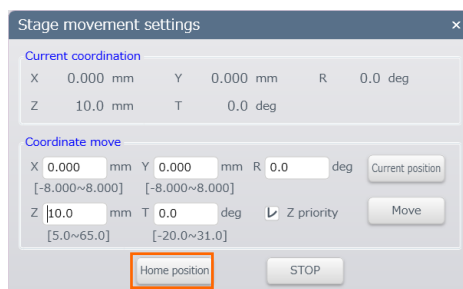 Stage movement settings ×
Current coordination
X 0.000 mm Y 0.000 mm R 0.0 deg
Z 10.0 mm T 0.0 deg
Coordinate move
X 0.000 mm Y 0.000 mm R 0.0 deg Current position
[-8.000~8.000] [-8.000~8.000]
Z 10.0 mm T 0.0 deg Z priority Move
[5.0~65.0] [-20.0~31.0]
Home position STOP